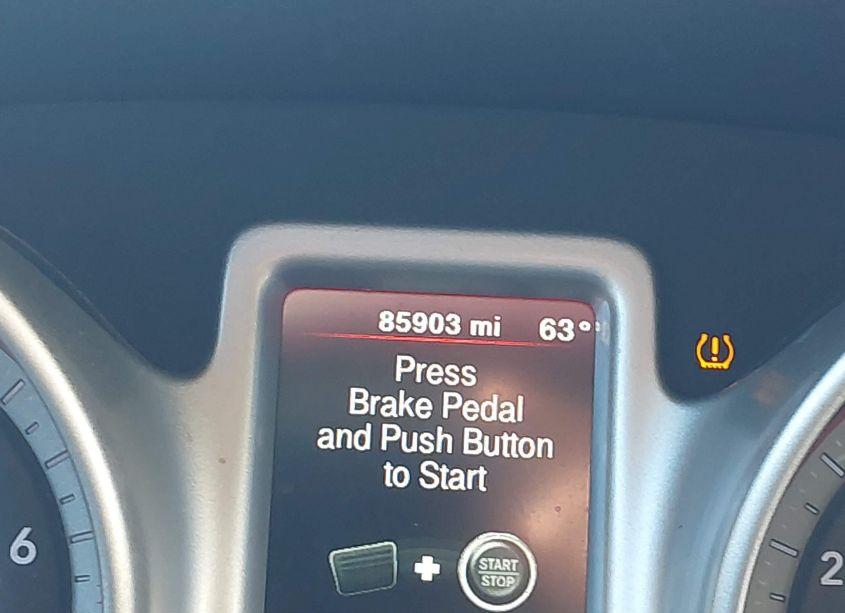 85903 mi 63°
Press
Brake Pedal
and Push Button
to Start
START
STOP
6
2